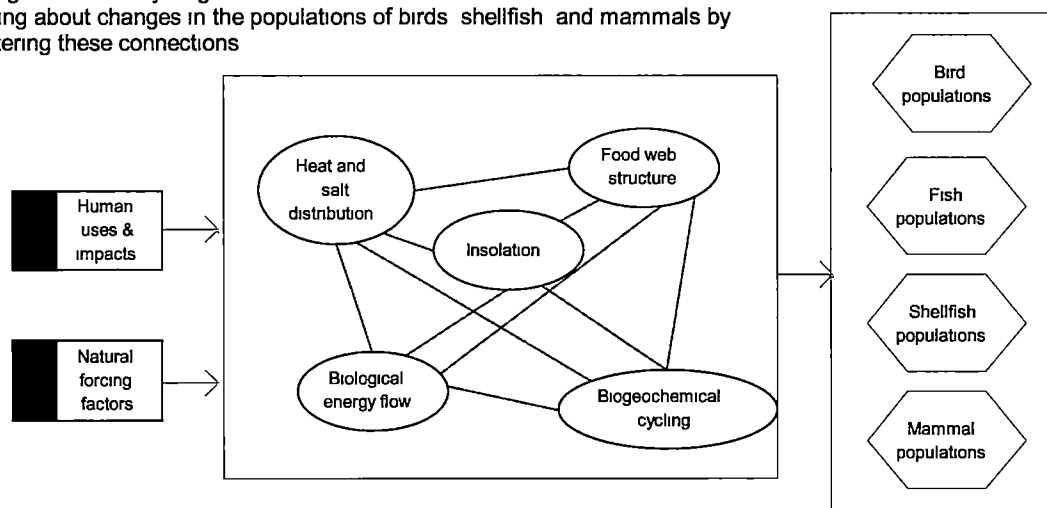 ing about changes in the populations of birds shellfish and mammals by
tering these connections
Bird
populations
Heat and
salt
distribution
Food web
structure
Human
uses &
impacts
Insolation
Fish
populations
Natural
forcing
factors
Biological
energy flow
Biogeochemical
cycling
Shellfish
populations
Mammal
populations